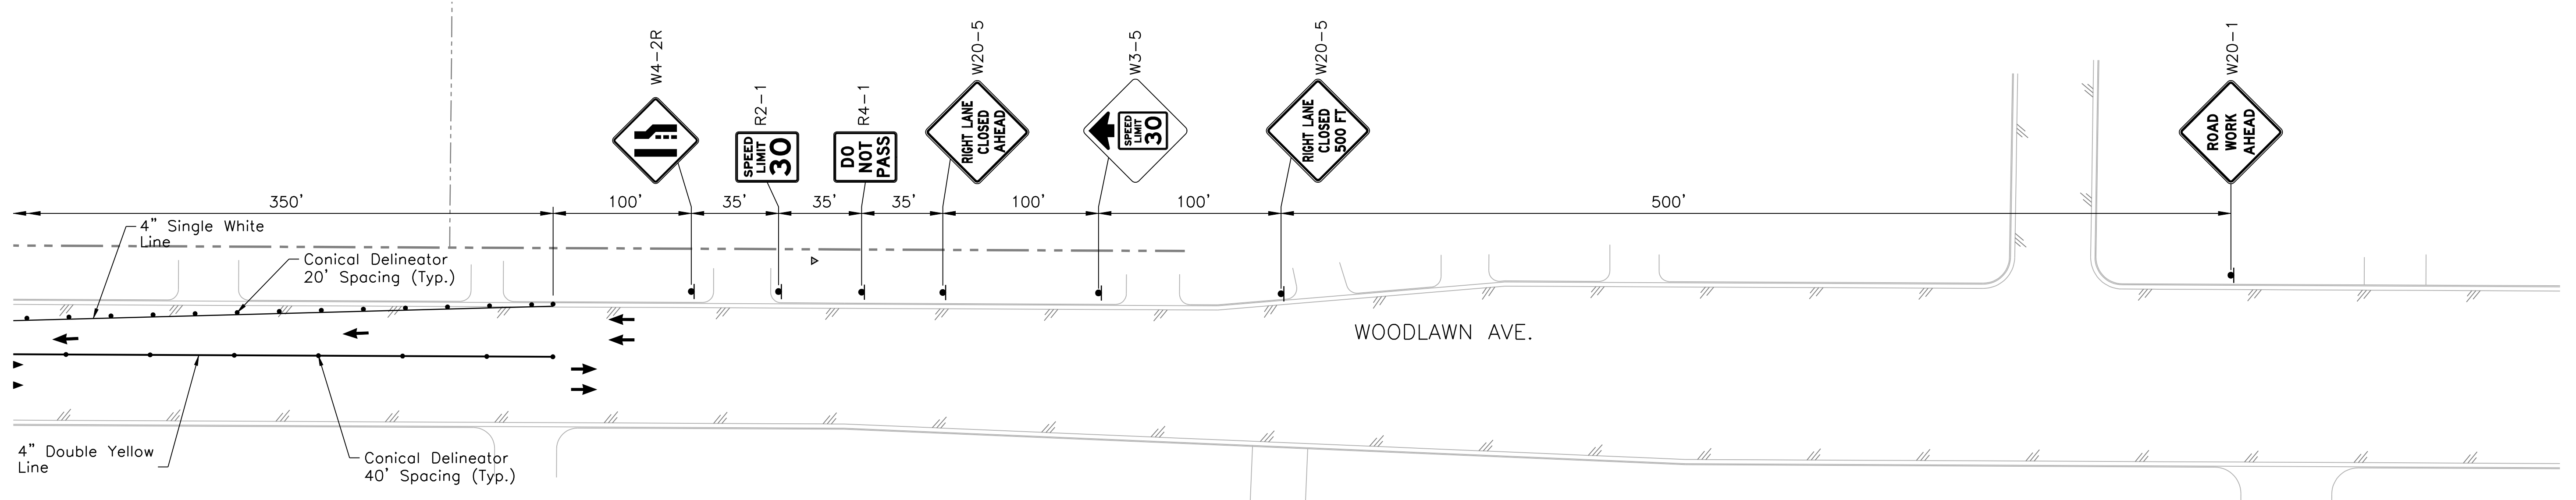 W4-2R
R2-1
R4-1
W20-5
W3-5
W20-5
W20-1
SPEED
LIMIT
30
DO
NOT
PASS
RIGHT LANE
CLOSED
AHEAD
SPEED
LIMIT
30
RIGHT LANE
CLOSED
500 FT
ROAD
WORK
AHEAD
350'
100'
35'
35'
35'
100'
100'
500'
4" Single White
Line
Conical Delineator
20' Spacing (Typ.)
WOODLAWN AVE.
4" Double Yellow
Line
Conical Delineator
40' Spacing (Typ.)